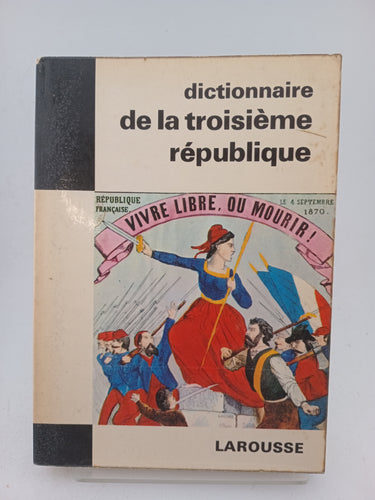 dictionnaire
de la troisième
république
RÉPUBLIQUE
FRANÇAISE.
LE 4 SEPTEMBRE
1870.
VIVRE LIBRE, OU MOURIR!
LAROUSSE